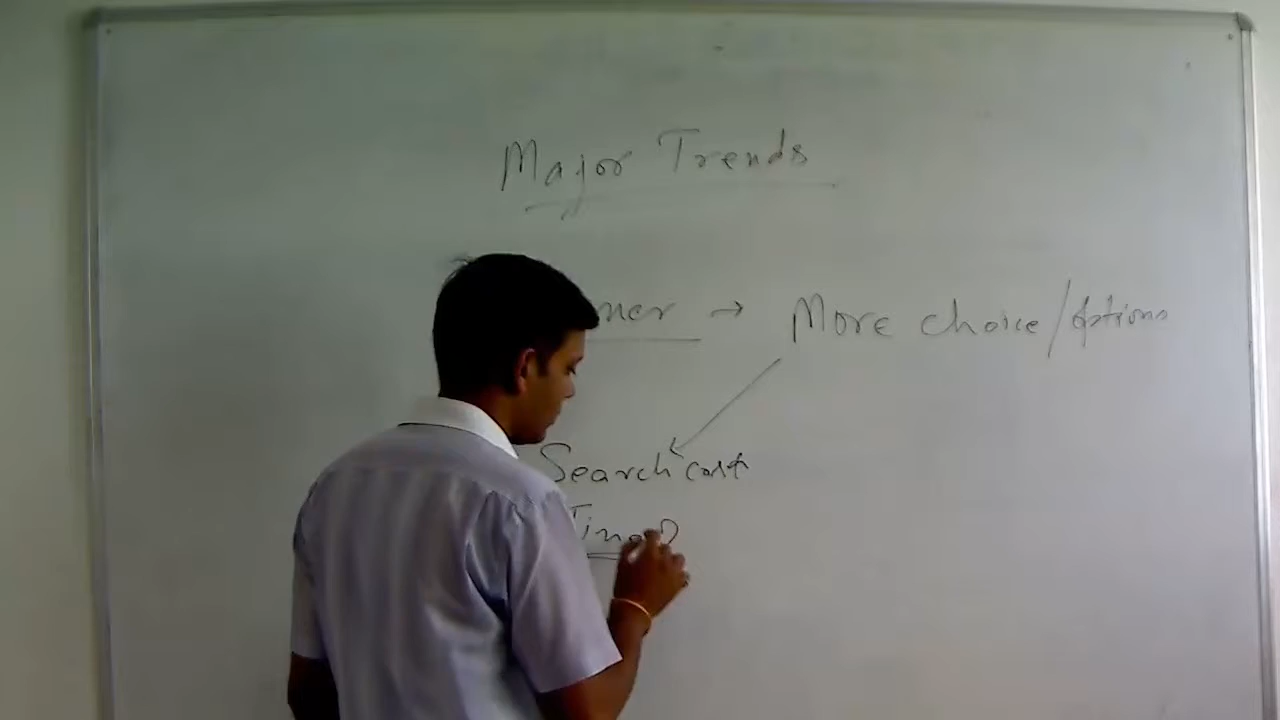 Major Trends
mer → More choice/options
Search cost
Time